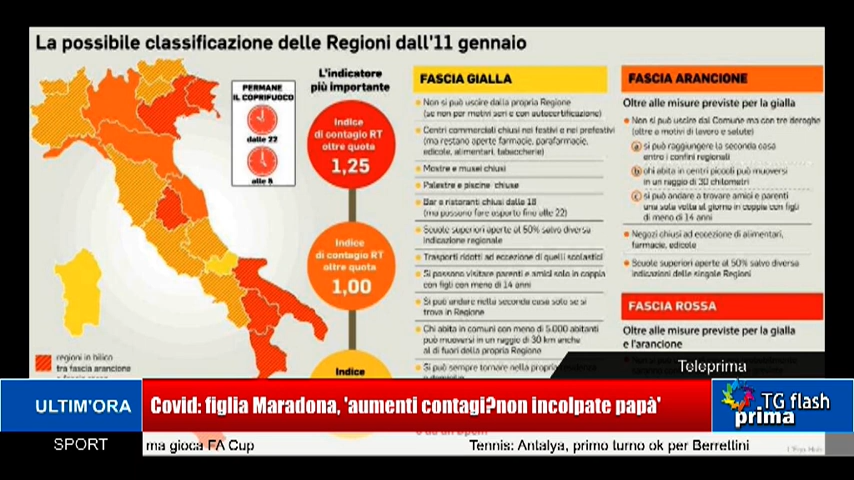 La possibile classificazione delle Regioni dall'11 gennaio
PERMANE
IL COPRIFUOCO
dalle 22
alle 5
L'indicatore
più importante
Indice
di contagio RT
oltre quota
1,25
Indice
di contagio RT
oltre quota
1,00
Indice
regioni in bilico
tra fascia arancione
FASCIA GIALLA
Non si può uscire dalla propria Regione
(se non per motivi seri e con autocertificazione)
Centri commerciali chiusi nei festivi e nei prefestivi
(ma restano aperte farmacie, parafarmacie,
edicole, alimentari, tabaccherie)
Mostre e musei chiusi
Palestre e piscine chiuse
Bar e ristoranti chiusi dalle 18
(ma possono fare asporto fino alle 22)
Scuole superiori aperte al 50% salvo diversa
indicazione regionale
Trasporti ridotti ad eccezione di quelli scolastici
Si possono visitare parenti e amici solo in coppia
con figli con meno di 14 anni
Si può andare nella seconda casa solo se si
trova in Regione
Chi abita in comuni con meno di 5.000 abitanti
può muoversi in un raggio di 30 km anche
al di fuori della propria Regione
Si può sempre tornare nella propria
FASCIA ARANCIONE
Oltre alle misure previste per la gialla
Non si può uscire dal Comune ma con tre deroghe
(oltre a motivi di lavoro e salute)
a si può raggiungere la seconda casa
entro i confini regionali
b chi abita in centri piccoli può muoversi
in un raggio di 30 chilometri
c si può andare a trovare amici e parenti
una sola volta al giorno in coppia con figli
di meno di 14 anni
Negozi chiusi ad eccezione di alimentari,
farmacie, edicole
Scuole superiori aperte al 50% salvo diversa
indicazioni delle singole Regioni
FASCIA ROSSA
Oltre alle misure previste per la gialla
e l'arancione
Teleprima
ULTIM'ORA
Covid: figlia Maradona, 'aumenti contagi?non incolpate papà'
TG flash
prima
SPORT
ma gioca FA Cup
Tennis: Antalya, primo turno ok per Berrettini